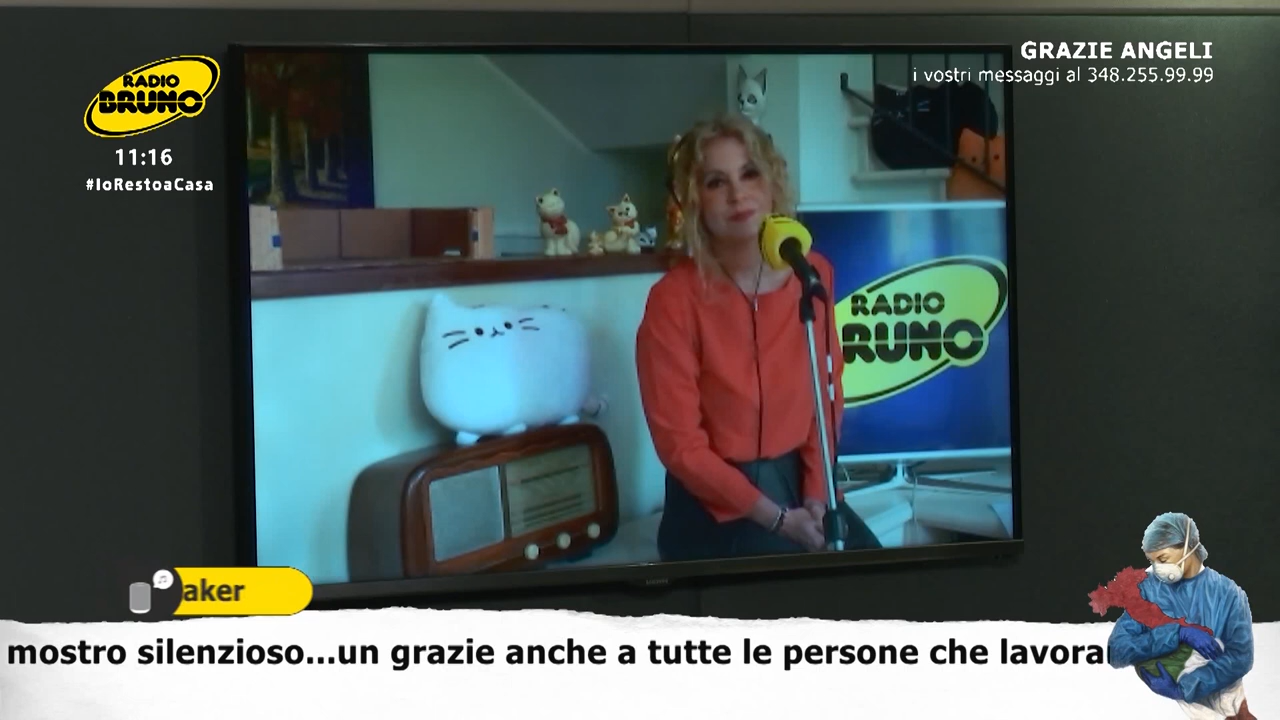 RADIO
BRUNO
11:16
#IoRestoaCasa
GRAZIE ANGELI
i vostri messaggi al 348.255.99.99
RADIO
BRUNO
aker
mostro silenzioso...un grazie anche a tutte le persone che lavora